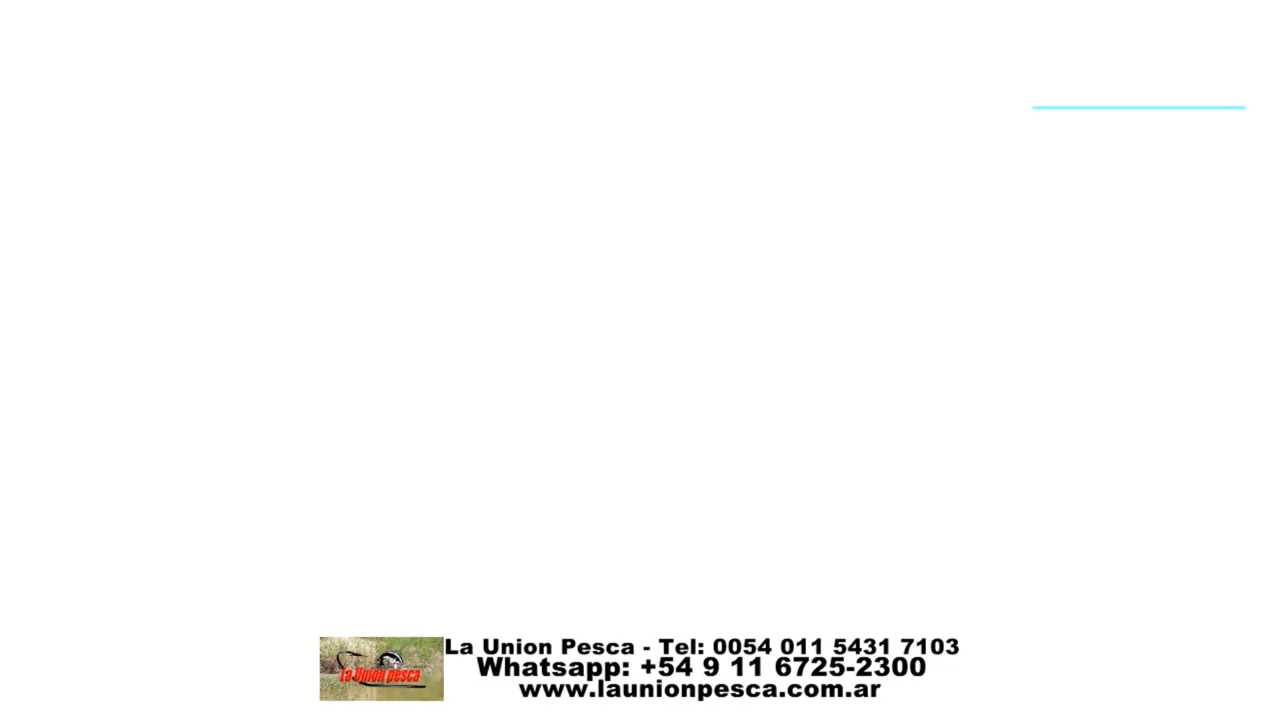 La Union Pesca - Tel: 0054 011 5431 7103
Whatsapp: +54 9 11 6725-2300
www.launionpesca.com.ar
La Union pesca